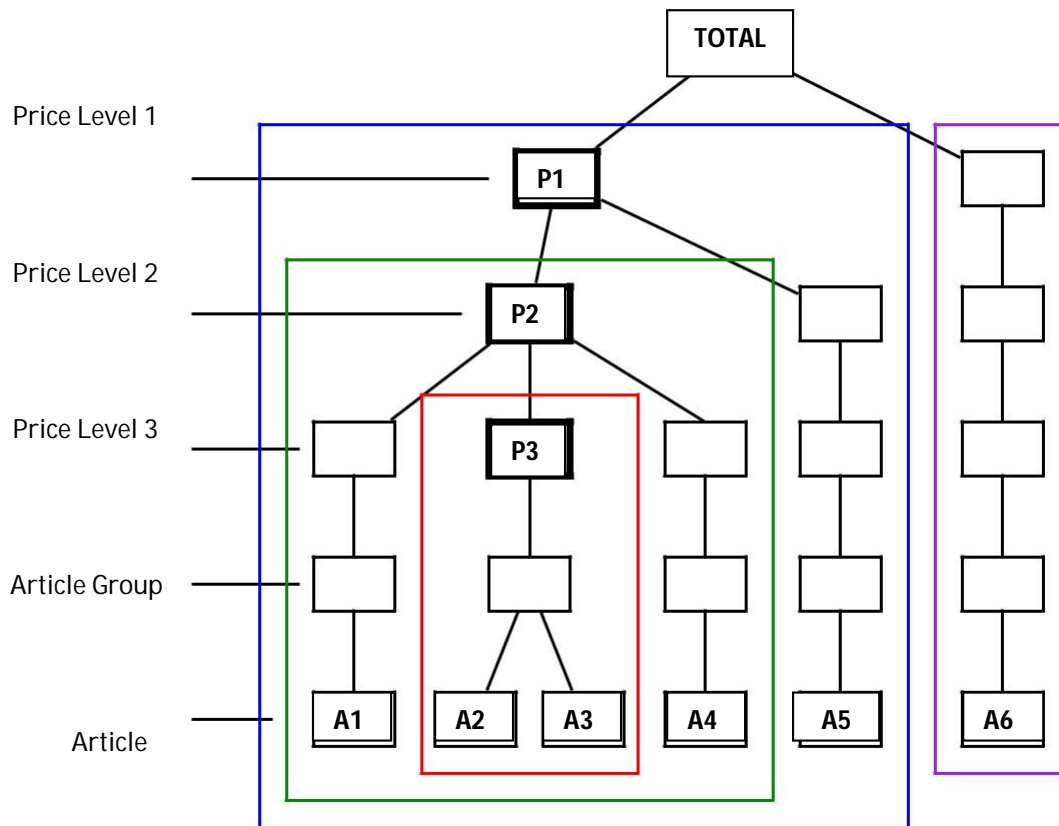 TOTAL
Price Level 1
P1
Price Level 2
P2
Price Level 3
P3
Article Group
A1
A2
A3
A4
A5
A6
Article